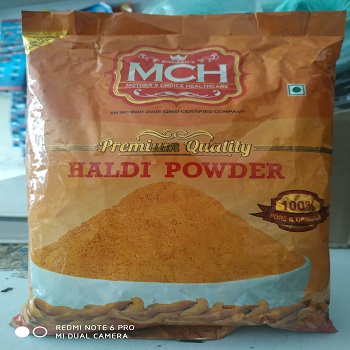 MCH
MOTHER'S CHOICE HEALTHCARE
AN ISO 9001:2008 (QMS) CERTIFIED COMPANY
Premium Quality
HALDI POWDER
100%
PURE & ORIGINAL
REDMI NOTE 6 PRO
MI DUAL CAMERA